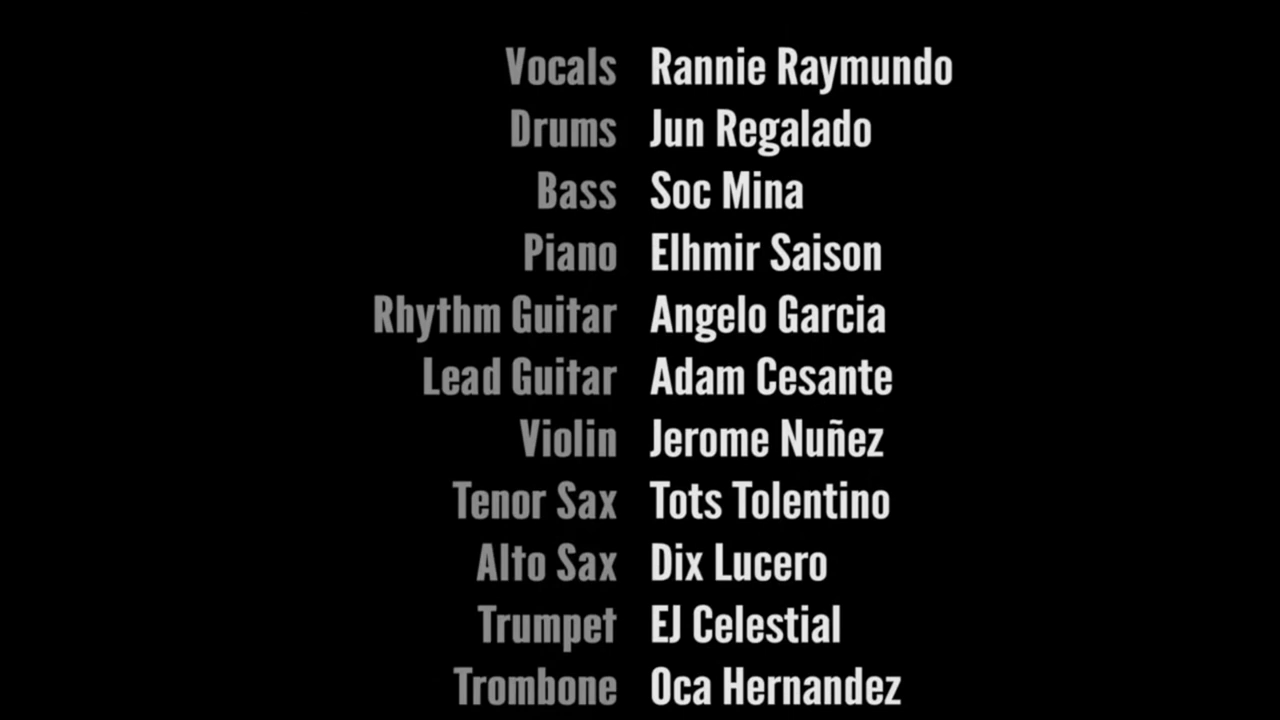 Vocals Rannie Raymundo
Drums Jun Regalado
Bass Soc Mina
Piano Elhmir Saison
Rhythm Guitar Angelo Garcia
Lead Guitar Adam Cesante
Violin Jerome Nuñez
Tenor Sax Tots Tolentino
Alto Sax Dix Lucero
Trumpet EJ Celestial
Trombone Oca Hernandez